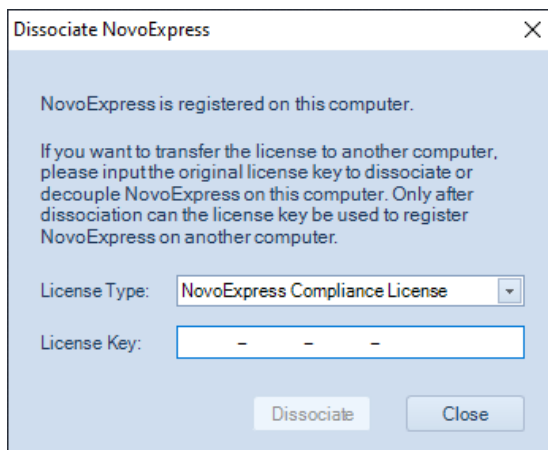 Dissociate NovoExpress
NovoExpress is registered on this computer.
If you want to transfer the license to another computer,
please input the original license key to dissociate or
decouple NovoExpress on this computer. Only after
dissociation can the license key be used to register
NovoExpress on another computer.
License Type: NovoExpress Compliance License
License Key: – – –
Dissociate Close